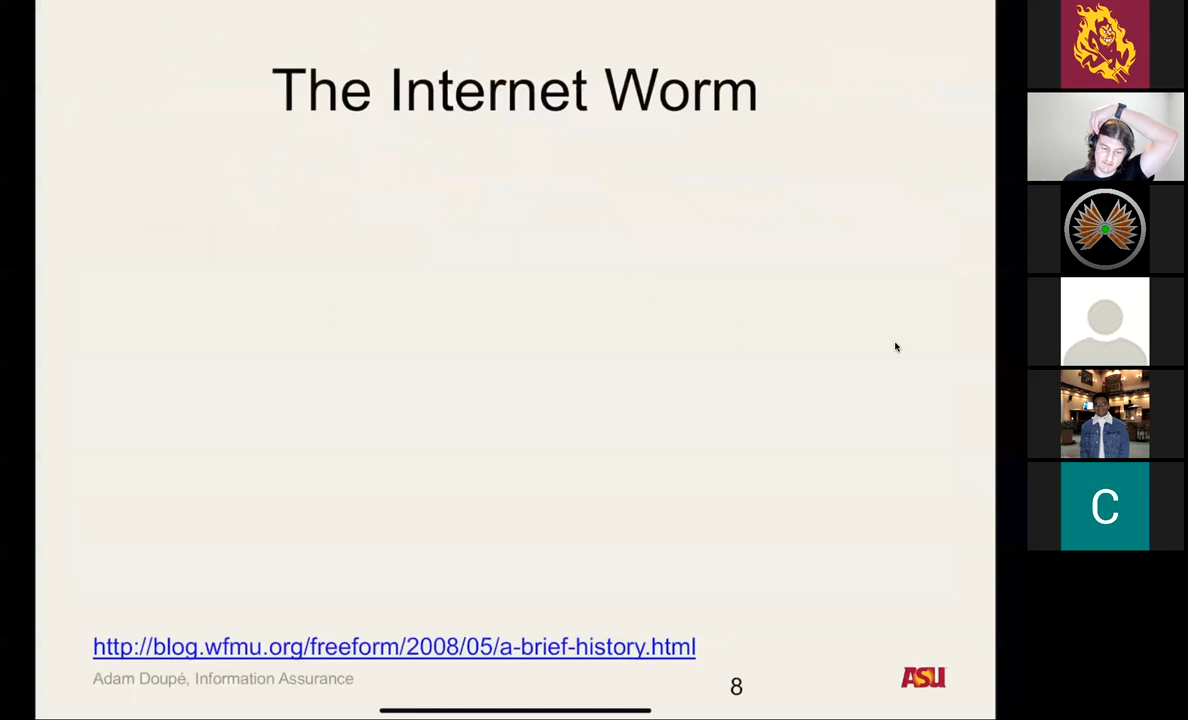 The Internet Worm
http://blog.wfmu.org/freeform/2008/05/a-brief-history.html
Adam Doupé, Information Assurance
8
ASU
C